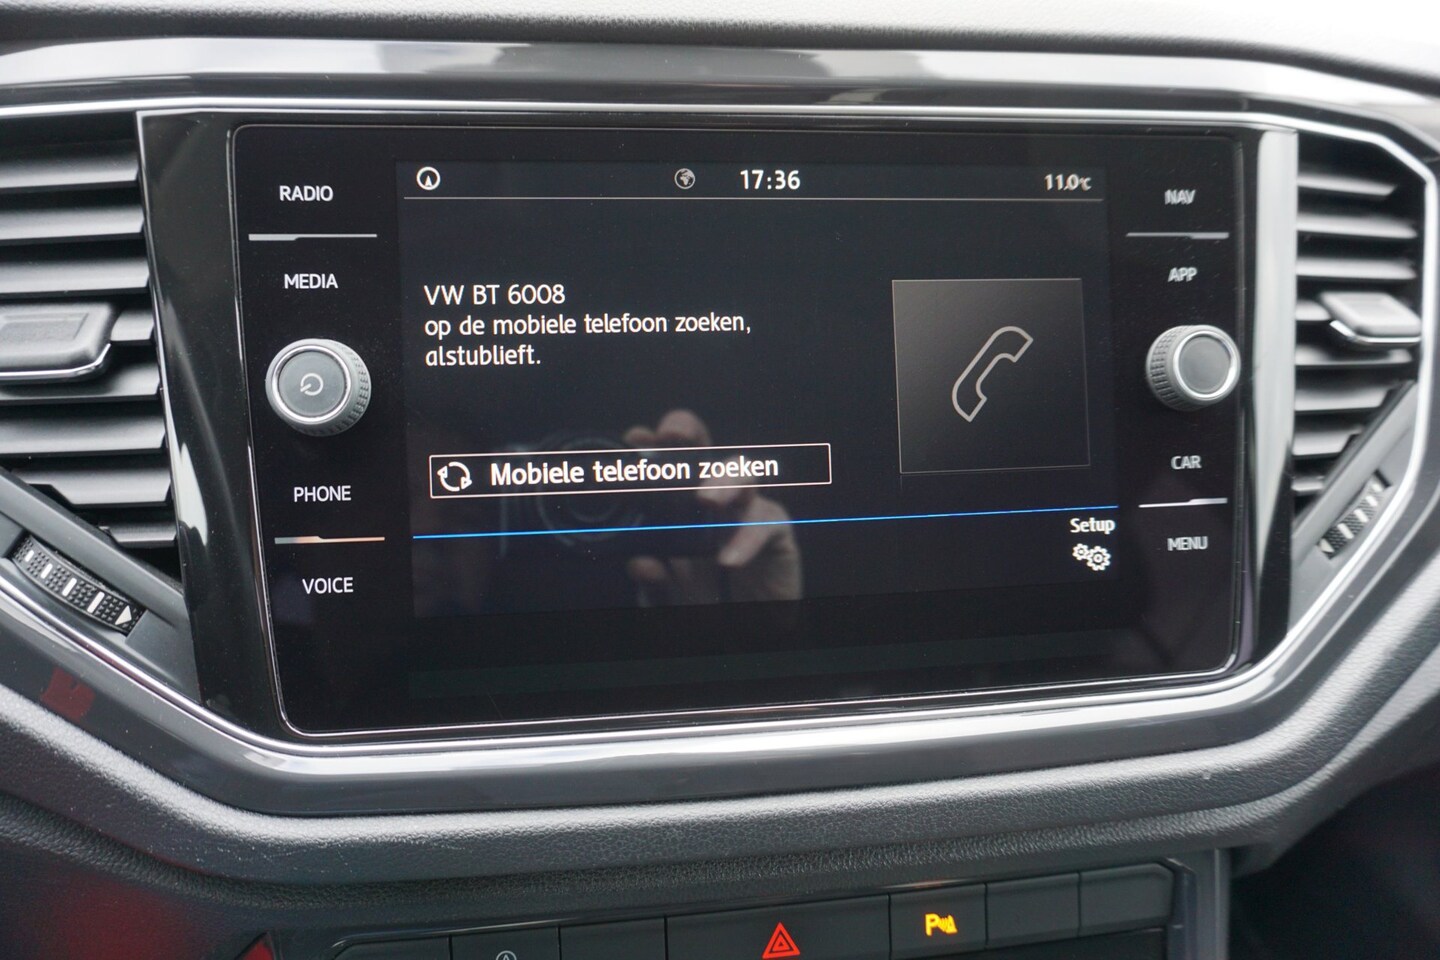 17:36
11.0°C
RADIO
MEDIA
PHONE
VOICE
VW BT 6008
op de mobiele telefoon zoeken,
alstublieft.
Mobiele telefoon zoeken
Setup
NAV
APP
CAR
MENU
P